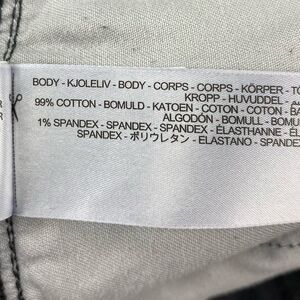 BODY - KJOLELIV - BODY - CORPS - CORPS - KÖRPER -
KROPP - HUVUDDEL -
99% COTTON - BOMULD - KATOEN - COTON - COTON -
ALGODÓN - BOMULL - BOMULL
1% SPANDEX - SPANDEX - SPANDEX - ÉLASTHANNE -
SPANDEX - ポリウレタン - ELASTANO - SPANDEX